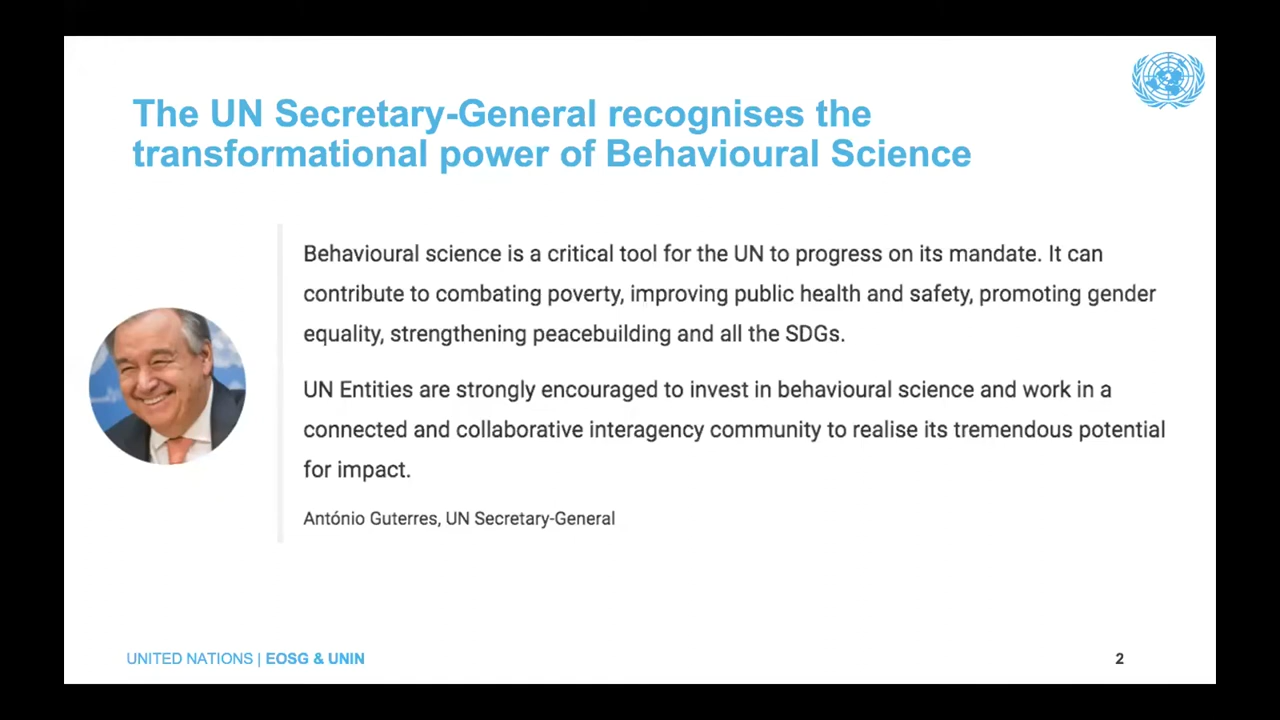 The UN Secretary-General recognises the
transformational power of Behavioural Science
Behavioural science is a critical tool for the UN to progress on its mandate. It can
contribute to combating poverty, improving public health and safety, promoting gender
equality, strengthening peacebuilding and all the SDGs.
UN Entities are strongly encouraged to invest in behavioural science and work in a
connected and collaborative interagency community to realise its tremendous potential
for impact.
António Guterres, UN Secretary-General
UNITED NATIONS | EOSG & UNIN
2